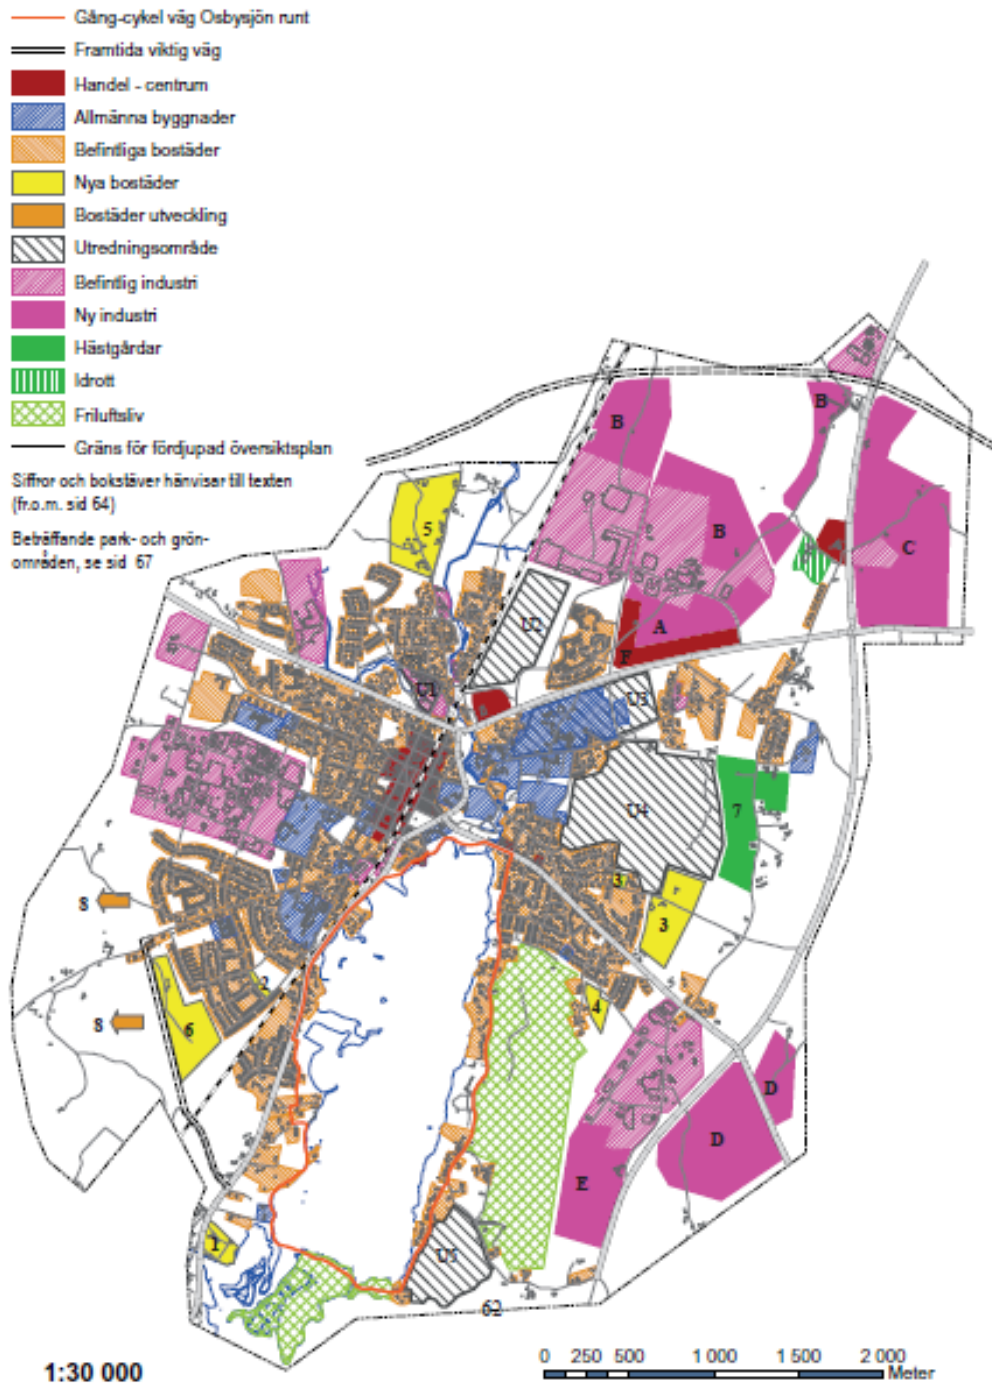 Gång-cykel väg Osbysjön runt
Framtida viktig väg
Handel - centrum
Allmänna byggnader
Befintliga bostäder
Nya bostäder
Bostäder utveckling
Utredningsområde
Befintlig industri
Ny industri
Hästgårdar
Idrott
Friluftsliv
Gräns för fördjupad översiktsplan
Siffror och bokstäver hänvisar till texten
(fr.o.m. sid 64)
Beträffande park- och grön-
områden, se sid 67
B
B
5
B
C
U2
A
F
U1
U3
U4
7
3
3
8
2
4
8
6
D
D
E
1
U5
62
1:30 000
0 250 500 1 000 1 500 2 000
Meter